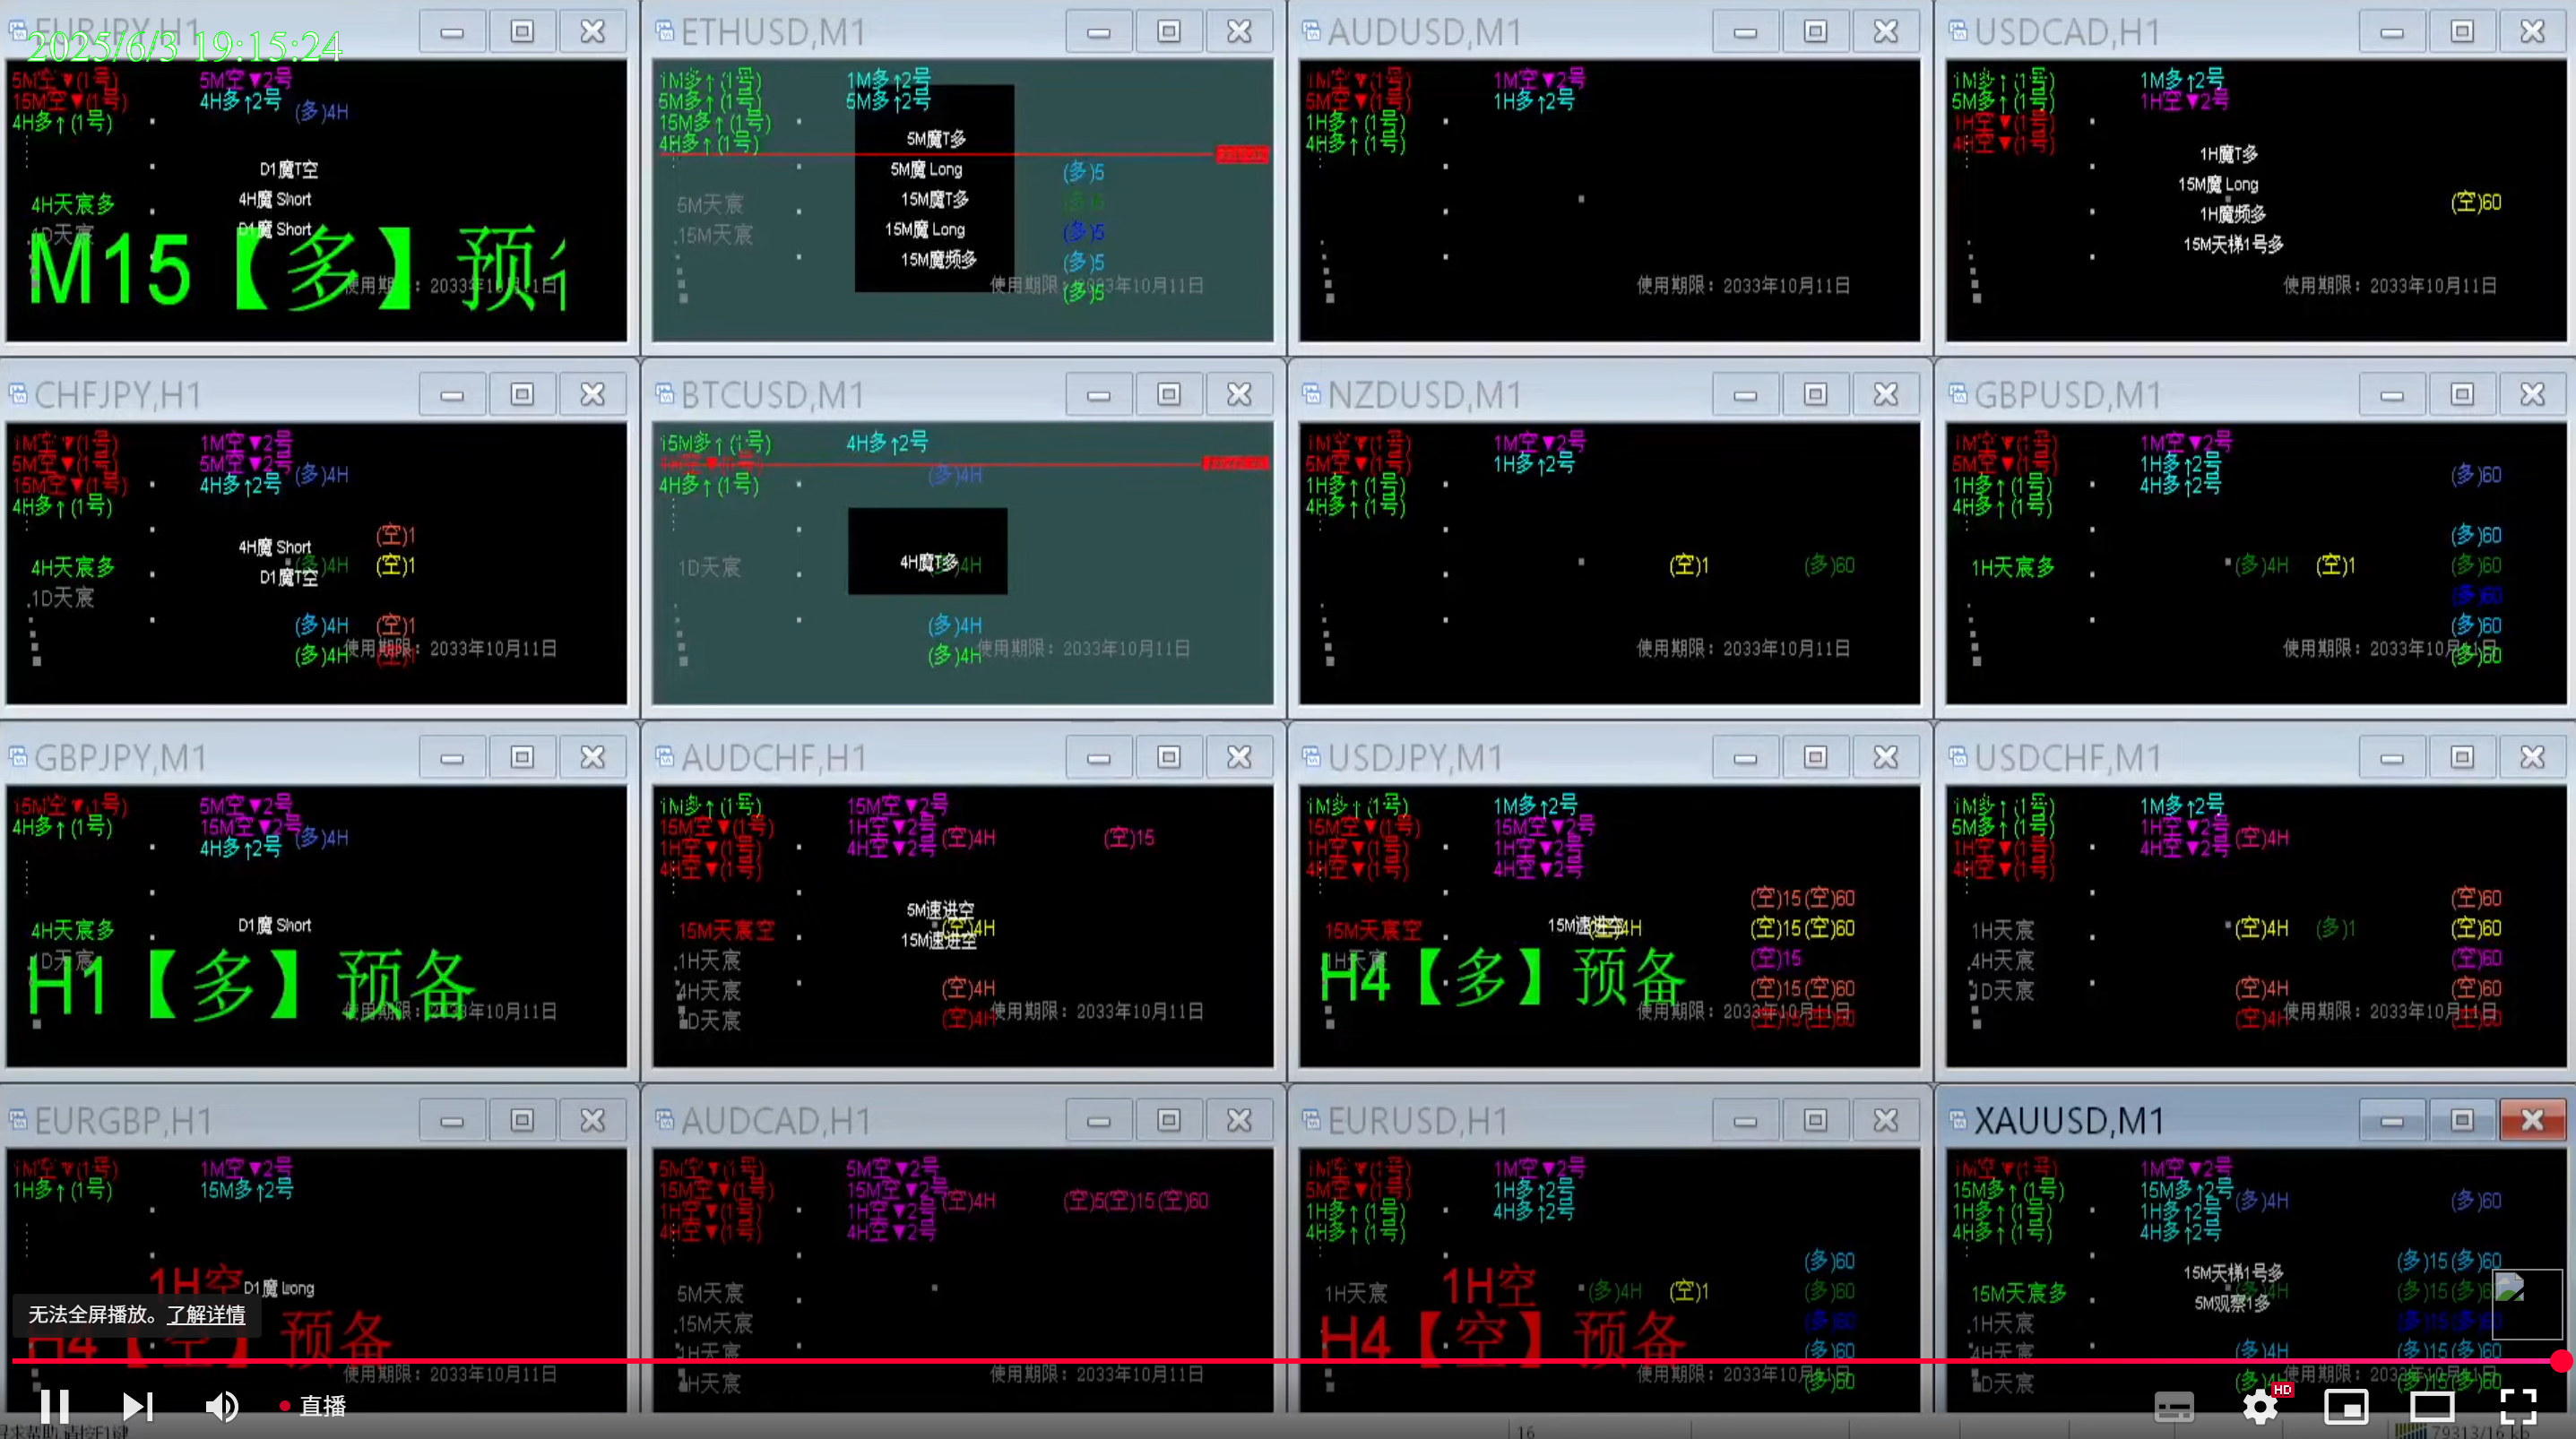 2025/6/3 19:15:24
EURJPY,H1
5M空▼(1号)
5M空▼2号
15M空▼(1号)
4H多↑2号
(多)4H
4H多↑(1号)
D1魔T空
4H魔 Short
4H天宸多
D1魔 Short
.1D天宸
M15【多】预
使用期限：2033年10月11日
ETHUSD,M1
1M多↑(1号)
1M多↑2号
5M多↑(1号)
5M多↑2号
15M多↑(1号)
4H多↑(1号)
5M魔T多
5M魔 Long
(多)5
15M魔T多
5M天宸
15M魔 Long
(多)5
.15M天宸
15M魔频多
(多)5
使用期限：2033年10月11日
(多)5
AUDUSD,M1
1M空▼(1号)
1M空▼2号
5M空▼(1号)
1H多↑2号
1H多↑(1号)
4H多↑(1号)
使用期限：2033年10月11日
USDCAD,H1
1M多↑(1号)
1M多↑2号
5M多↑(1号)
1H空▼2号
1H空▼(1号)
4H空▼(1号)
1H魔T多
15M魔 Long
(空)60
1H魔频多
15M天梯1号多
使用期限：2033年10月11日
CHFJPY,H1
1M空▼(1号)
1M空▼2号
5M空▼(1号)
5M空▼2号
(多)4H
15M空▼(1号)
4H多↑2号
4H多↑(1号)
(空)1
4H魔 Short
4H天宸多
(多)4H
(空)1
D1魔T空
.1D天宸
(多)4H
(空)1
(多)4H
(空)1
使用期限：2033年10月11日
BTCUSD,M1
15M多↑(1号)
4H多↑2号
(多)4H
4H多↑(1号)
4H魔T多
1D天宸
(多)4H
(多)4H
使用期限：2033年10月11日
NZDUSD,M1
1M空▼(1号)
1M空▼2号
5M空▼(1号)
1H多↑2号
1H多↑(1号)
4H多↑(1号)
(空)1
(多)60
使用期限：2033年10月11日
GBPUSD,M1
1M空▼(1号)
1M空▼2号
5M空▼(1号)
1H多↑2号
(多)60
1H多↑(1号)
4H多↑2号
4H多↑(1号)
(多)60
1H天宸多
(多)4H
(空)1
(多)60
(多)60
(多)60
使用期限：2033年10月11日
(多)60
GBPJPY,M1
15M空▼(1号)
5M空▼2号
4H多↑(1号)
15M空▼2号
(多)4H
4H多↑2号
4H天宸多
D1魔 Short
1D天宸
H1【多】预备
使用期限：2033年10月11日
AUDCHF,H1
1M多↑(1号)
15M空▼2号
15M空▼(1号)
1H空▼2号
(空)4H
(空)15
1H空▼(1号)
4H空▼2号
4H空▼(1号)
5M速进空
15M天宸空
(空)4H
15M速进空
.1H天宸
4H天宸
(空)4H
1D天宸
(空)4H
使用期限：2033年10月11日
USDJPY,M1
1M多↑(1号)
1M多↑2号
15M空▼(1号)
15M空▼2号
1H空▼(1号)
1H空▼2号
4H空▼(1号)
4H空▼2号
(空)15(空)60
15M天宸空
15M速进空
(空)4H
(空)15(空)60
(空)15
1H天宸
H4【多】预备
(空)15(空)60
使用期限：2033年10月11日
(空)15(空)60
USDCHF,M1
1M多↑(1号)
1M多↑2号
5M多↑(1号)
1H空▼2号
(空)4H
1H空▼(1号)
4H空▼2号
4H空▼(1号)
(空)60
1H天宸
(空)4H
(多)1
(空)60
.4H天宸
(空)60
1D天宸
(空)4H
(空)60
(空)4H
使用期限：2033年10月11日
(空)60
EURGBP,H1
1M空▼(1号)
1M空▼2号
1H多↑(1号)
15M多↑2号
1H空
D1魔 Long
H4【空】预备
使用期限：2033年10月11日
AUDCAD,H1
5M空▼(1号)
5M空▼2号
15M空▼(1号)
15M空▼2号
(空)4H
(空)5(空)15(空)60
1H空▼(1号)
1H空▼2号
4H空▼(1号)
4H空▼2号
5M天宸
.15M天宸
1H天宸
4H天宸
使用期限：2033年10月11日
EURUSD,H1
1M空▼(1号)
1M空▼2号
5M空▼(1号)
1H多↑2号
1H多↑(1号)
4H多↑2号
4H多↑(1号)
(多)60
1H天宸
1H空
(多)4H
(空)1
(多)60
(多)60
H4【空】预备
(多)60
使用期限：2033年10月11日
(多)60
XAUUSD,M1
1M空▼(1号)
1M空▼2号
15M多↑(1号)
15M多↑2号
(多)4H
(多)60
1H多↑(1号)
1H多↑2号
4H多↑(1号)
4H多↑2号
(多)15(多)60
15M天梯1号多
15M天宸多
(多)4H
(多)15(多)6
5M观察1多
.1H天宸
(多)15(多)60
4H天宸
(多)4H
(多)15(多)60
1D天宸
(多)4H
使用期限：2033年10月11日
(多)15(多)60
无法全屏播放。了解详情
直播
HD
16
79313/16 kb